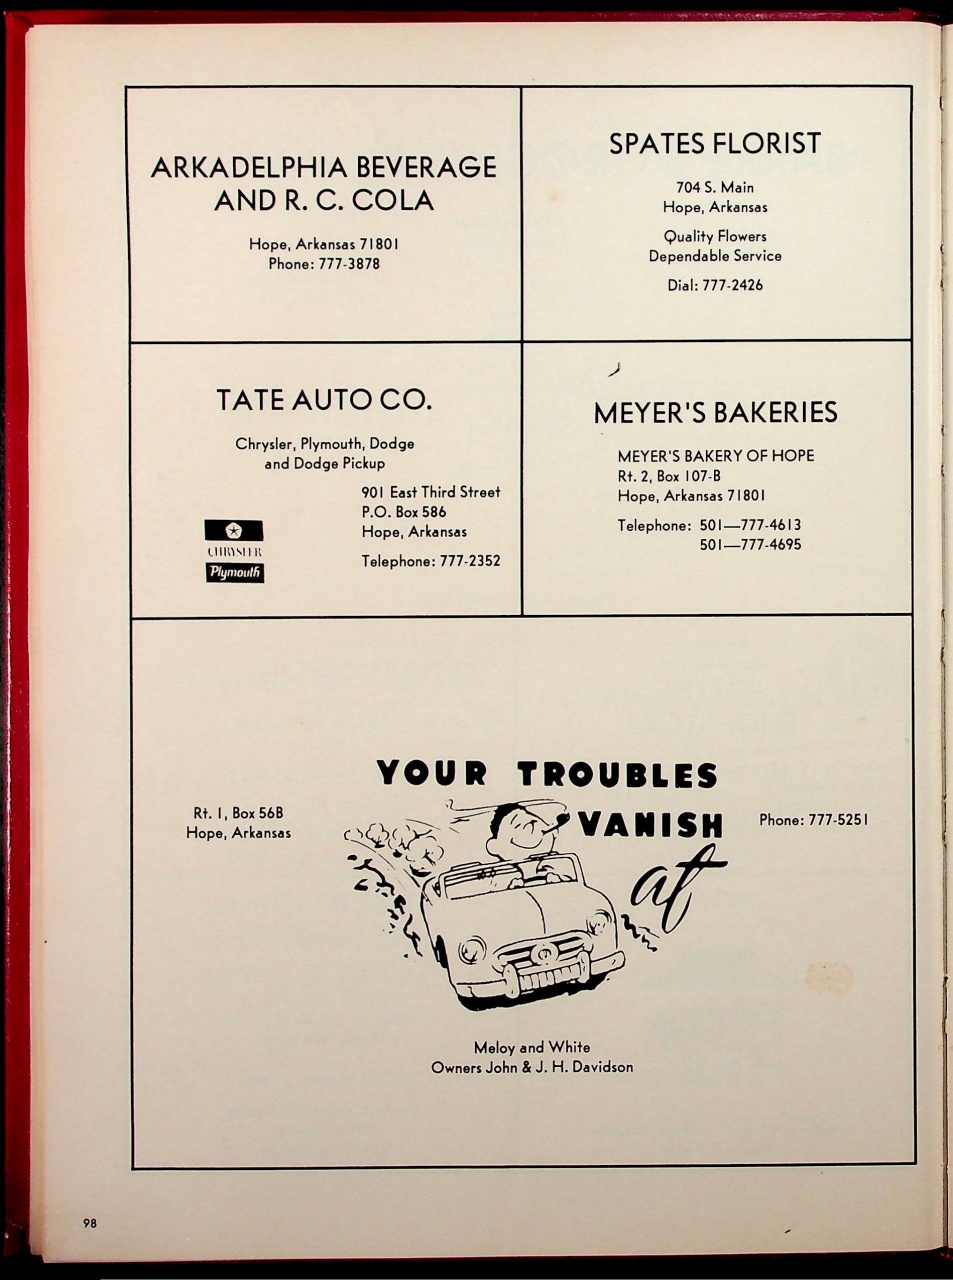 ARKADELPHIA BEVERAGE
AND R. C. COLA
Hope, Arkansas 71801
Phone: 777-3878
SPATES FLORIST
704 S. Main
Hope, Arkansas
Quality Flowers
Dependable Service
Dial: 777-2426
TATE AUTO CO.
Chrysler, Plymouth, Dodge
and Dodge Pickup
901 East Third Street
P.O. Box 586
Hope, Arkansas
Telephone: 777-2352
CHRYSLER
Plymouth
MEYER'S BAKERIES
MEYER'S BAKERY OF HOPE
Rt. 2, Box 107-B
Hope, Arkansas 71801
Telephone: 501—777-4613
501—777-4695
YOUR TROUBLES
VANISH
at
Rt. 1, Box 56B
Hope, Arkansas
Phone: 777-5251
Meloy and White
Owners John & J. H. Davidson
98